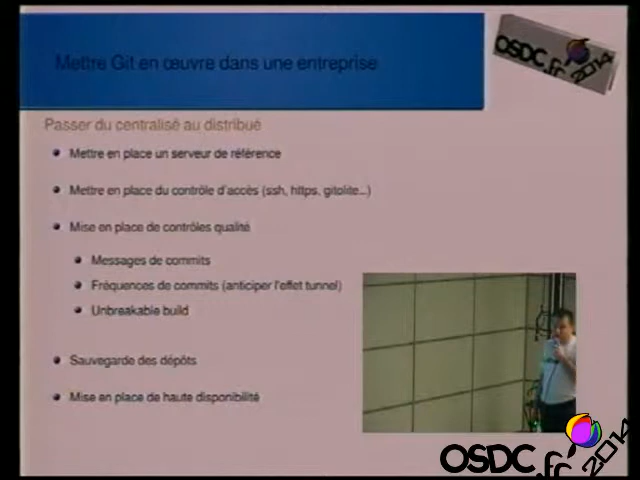 Mettre Git en œuvre dans une entreprise
OSDC.fr 2014
Passer du centralisé au distribué
Mettre en place un serveur de référence
Mettre en place du contrôle d'accès (ssh, https, gitolite...)
Mise en place de contrôles qualité
Messages de commits
Fréquences de commits (anticiper l'effet tunnel)
Unbreakable build
Sauvegarde des dépôts
Mise en place de haute disponibilité
OSDC.fr 2014